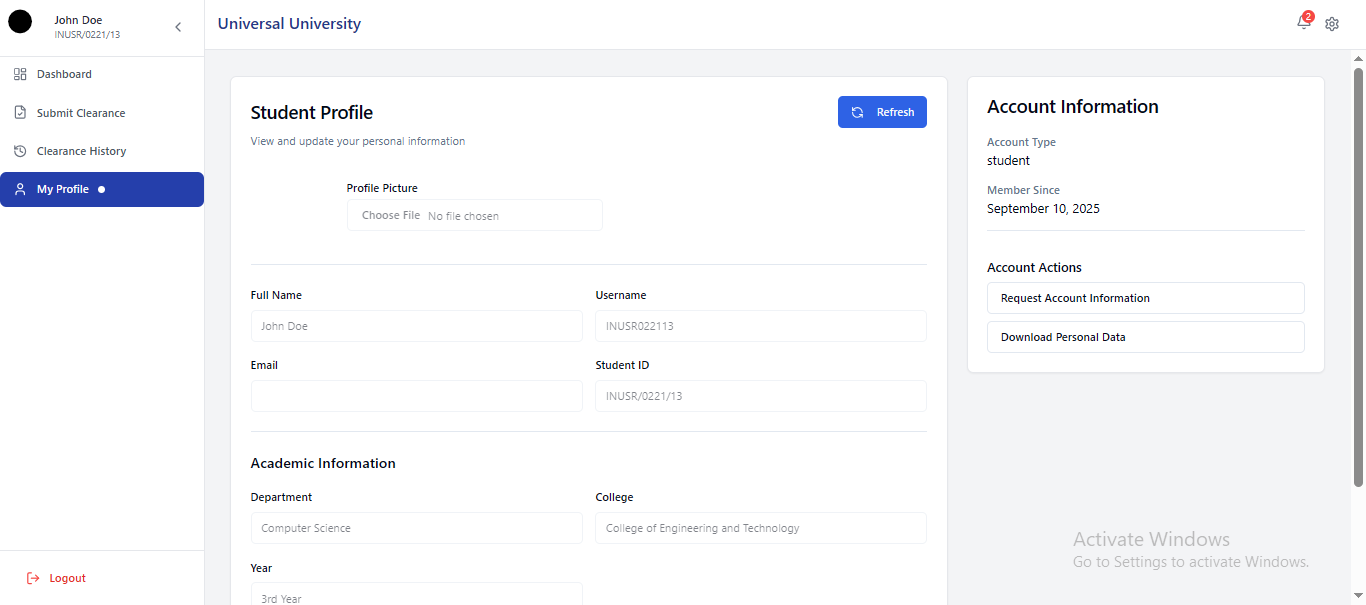 John Doe
INUSR/0221/13
Universal University
2
Dashboard
Submit Clearance
Clearance History
My Profile
Logout
Student Profile
Refresh
View and update your personal information
Profile Picture
Choose File No file chosen
Full Name
Username
John Doe
INUSR022113
Email
Student ID
INUSR/0221/13
Academic Information
Department
College
Computer Science
College of Engineering and Technology
Year
3rd Year
Account Information
Account Type
student
Member Since
September 10, 2025
Account Actions
Request Account Information
Download Personal Data
Activate Windows
Go to Settings to activate Windows.